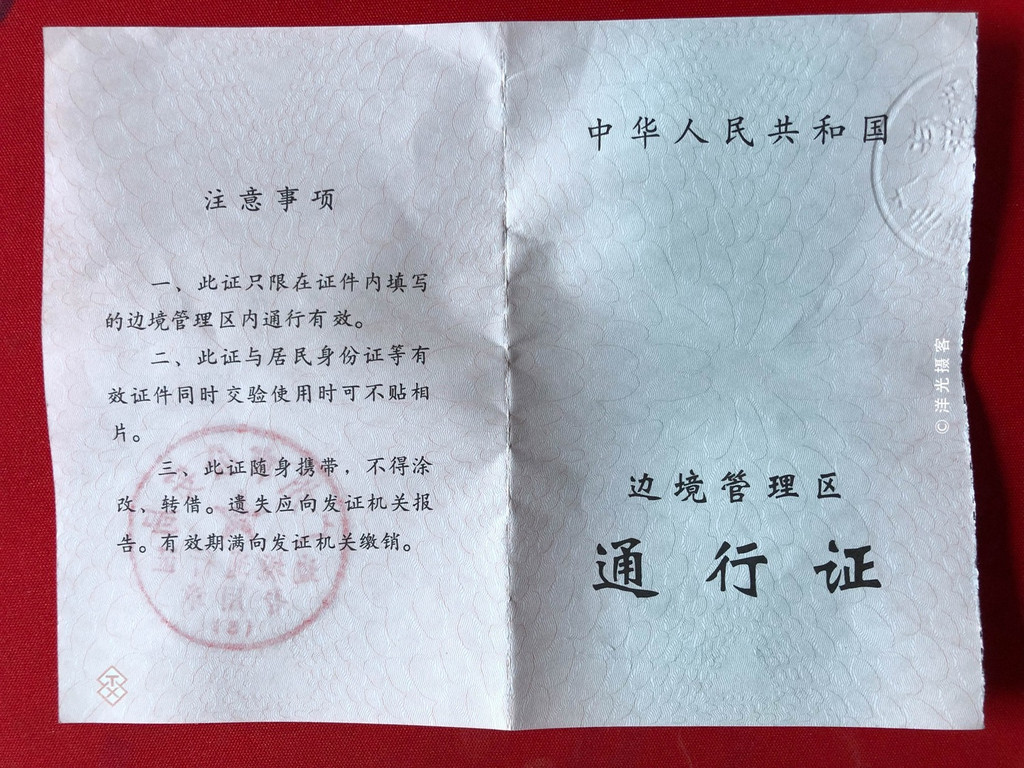 注意事项
一、此证只限在证件内填写
的边境管理区内通行有效。
二、此证与居民身份证等有
效证件同时交验使用时可不贴相
片。
三、此证随身携带，不得涂
改、转借。遗失应向发证机关报
告。有效期满向发证机关缴销。
中华人民共和国
边境管理区
通行证
©洋光摄客